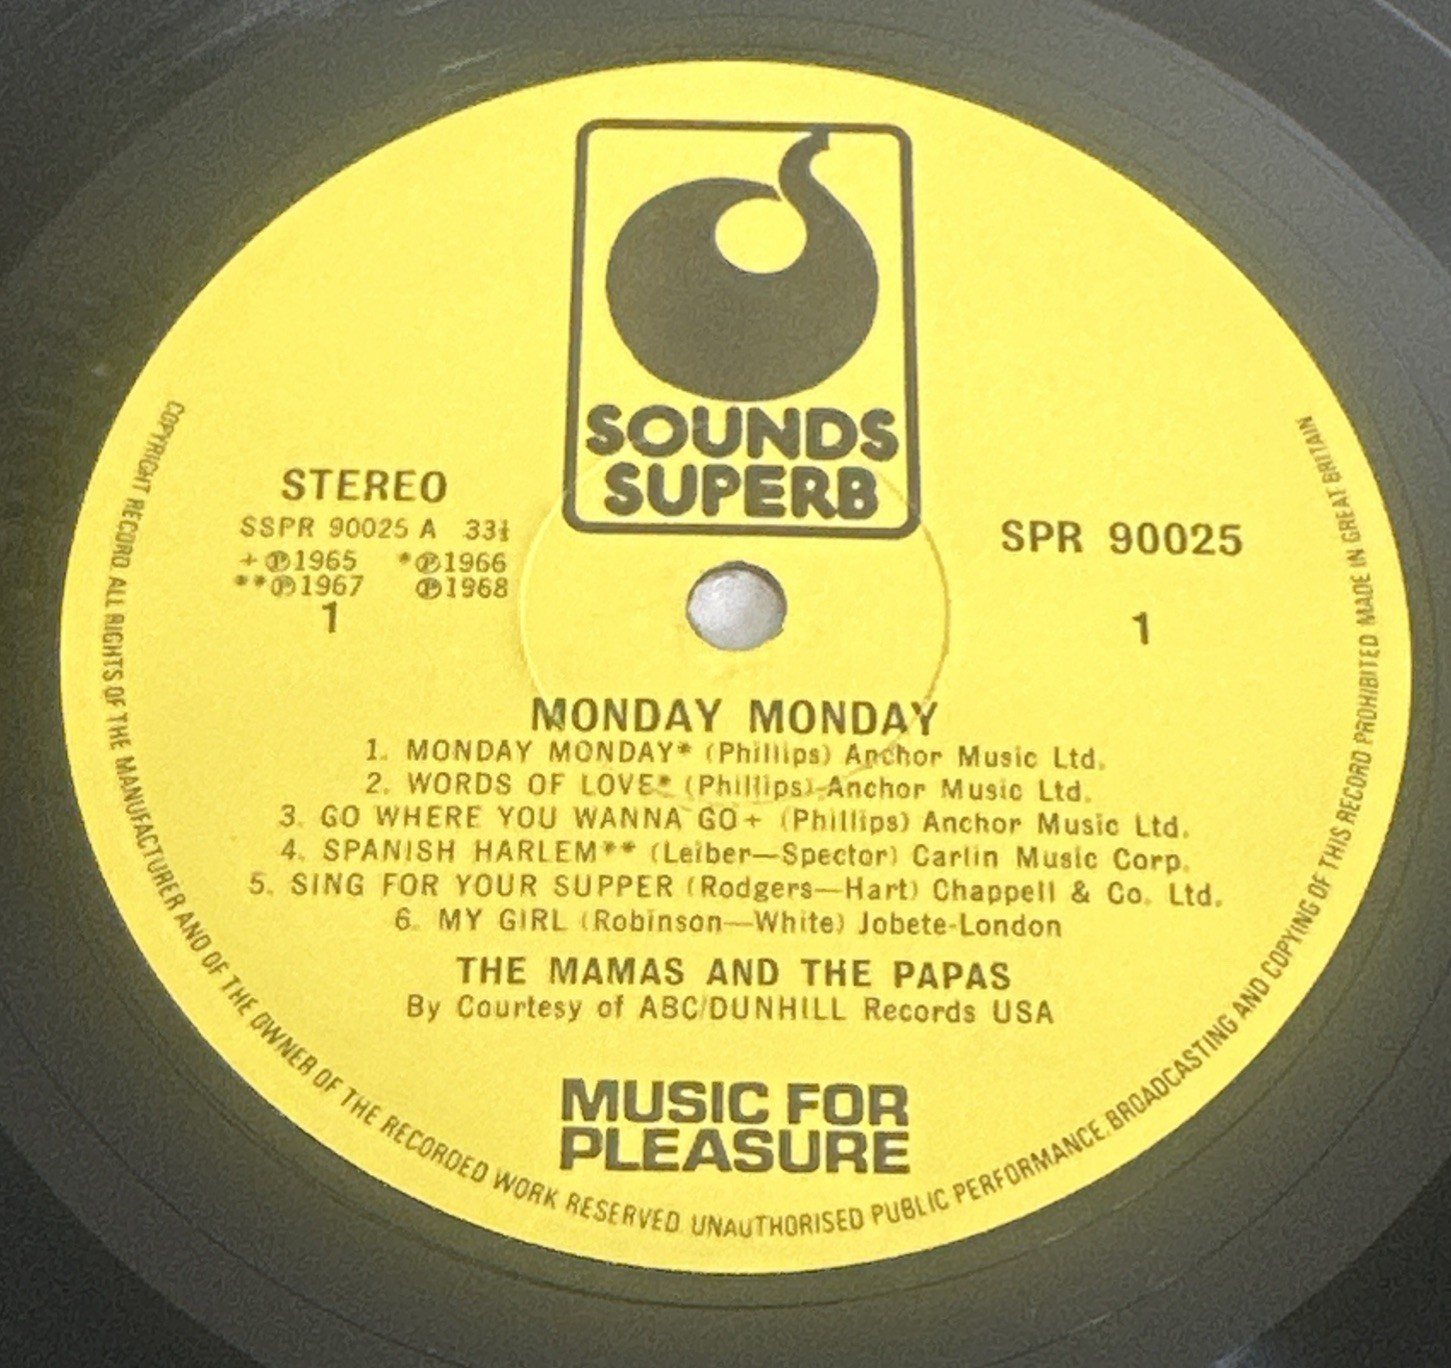 SOUNDS
SUPERB
STEREO
SSPR 90025 A 33⅓
+℗1965 *℗1966
**℗1967 ℗1968
1
SPR 90025
1
MONDAY MONDAY
1. MONDAY MONDAY* (Phillips) Anchor Music Ltd.
2. WORDS OF LOVE* (Phillips) Anchor Music Ltd.
3. GO WHERE YOU WANNA GO+ (Phillips) Anchor Music Ltd.
4. SPANISH HARLEM** (Leiber—Spector) Carlin Music Corp.
5. SING FOR YOUR SUPPER (Rodgers—Hart) Chappell & Co. Ltd.
6. MY GIRL (Robinson—White) Jobete-London
THE MAMAS AND THE PAPAS
By Courtesy of ABC/DUNHILL Records USA
MUSIC FOR
PLEASURE
COPYRIGHT RECORD. ALL RIGHTS OF THE MANUFACTURER AND OF THE OWNER OF THE RECORDED WORK RESERVED. UNAUTHORISED PUBLIC PERFORMANCE. BROADCASTING AND COPYING OF THIS RECORD PROHIBITED MADE IN GREAT BRITAIN